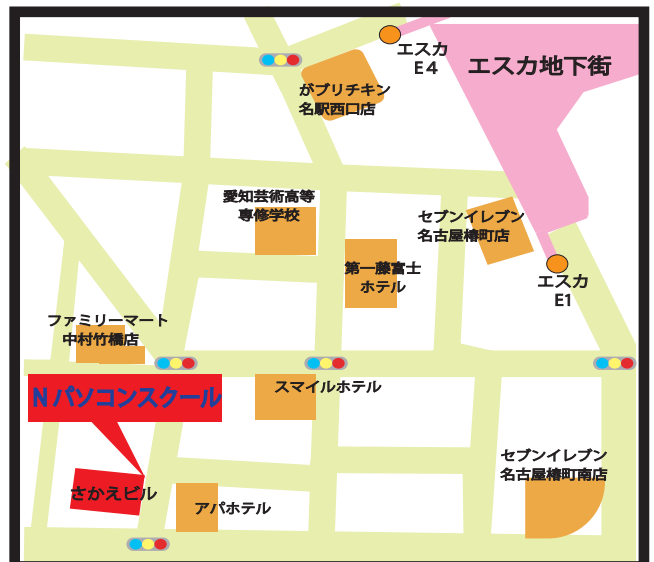 エスカ
E4
エスカ地下街
がブリチキン
名駅西口店
愛知芸術高等
専修学校
セブンイレブン
名古屋椿町店
第一藤富士
ホテル
エスカ
E1
ファミリーマート
中村竹橋店
Nパソコンスクール
スマイルホテル
セブンイレブン
名古屋椿町南店
さかえビル
アパホテル